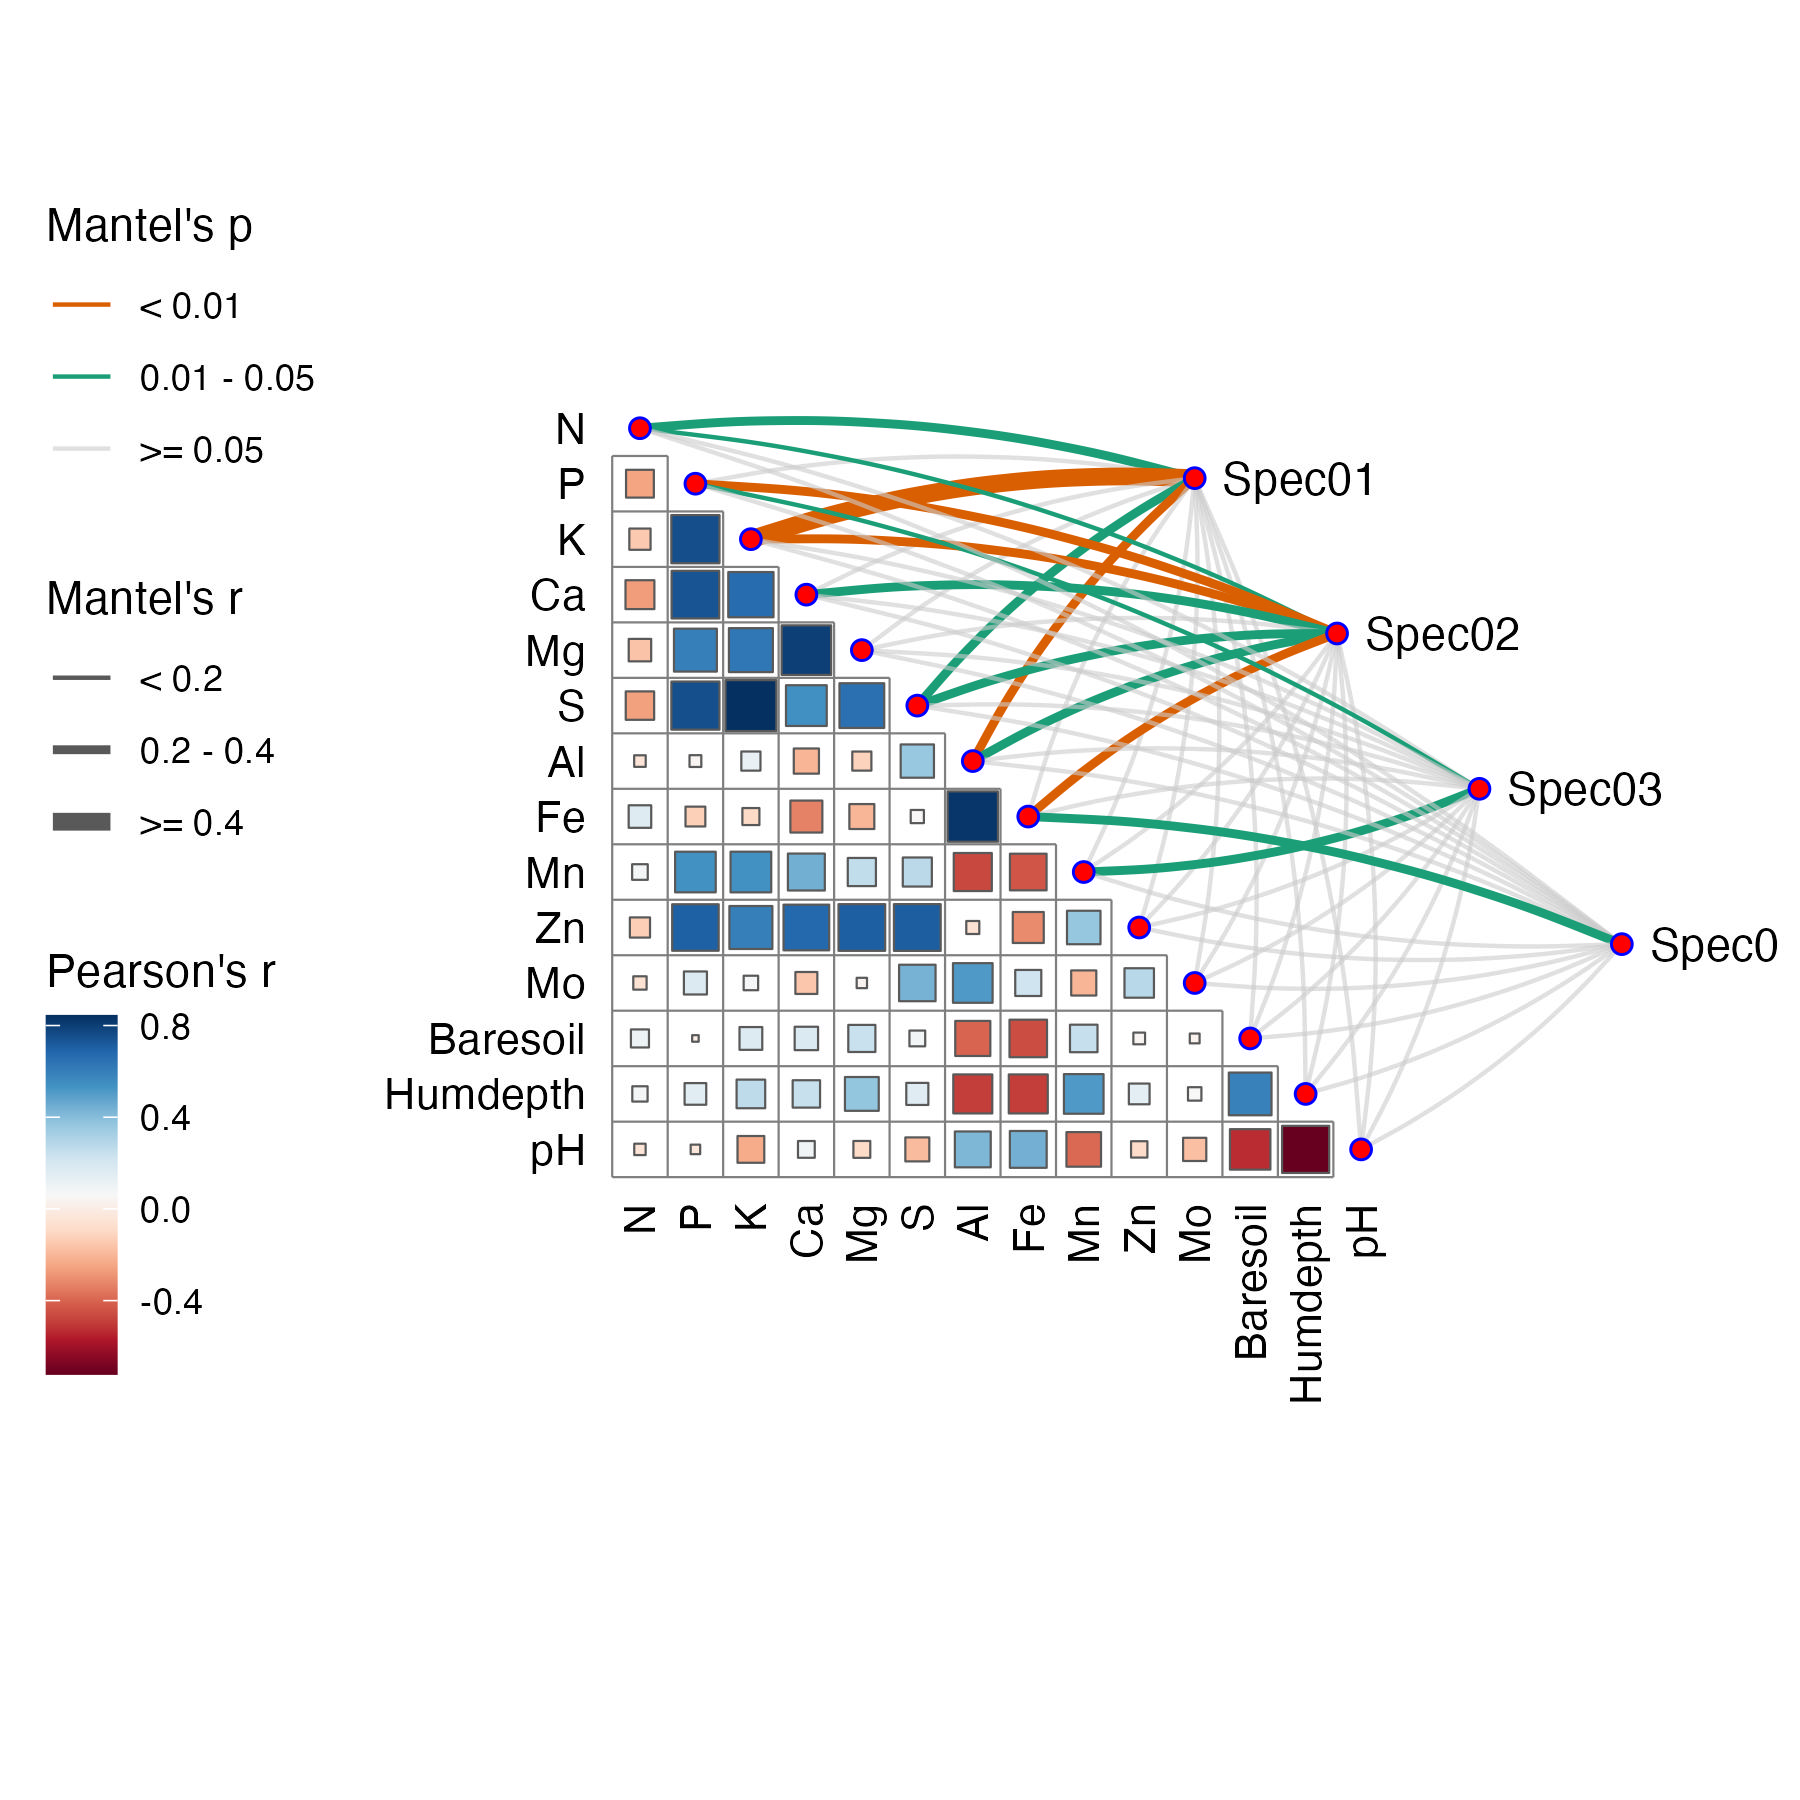 Mantel's p
< 0.01
0.01 - 0.05
>= 0.05
Mantel's r
< 0.2
0.2 - 0.4
>= 0.4
Pearson's r
0.8
0.4
0.0
-0.4
N
P
K
Ca
Mg
S
Al
Fe
Mn
Zn
Mo
Baresoil
Humdepth
pH
N
P
K
Ca
Mg
S
Al
Fe
Mn
Zn
Mo
Baresoil
Humdepth
pH
Spec01
Spec02
Spec03
Spec0